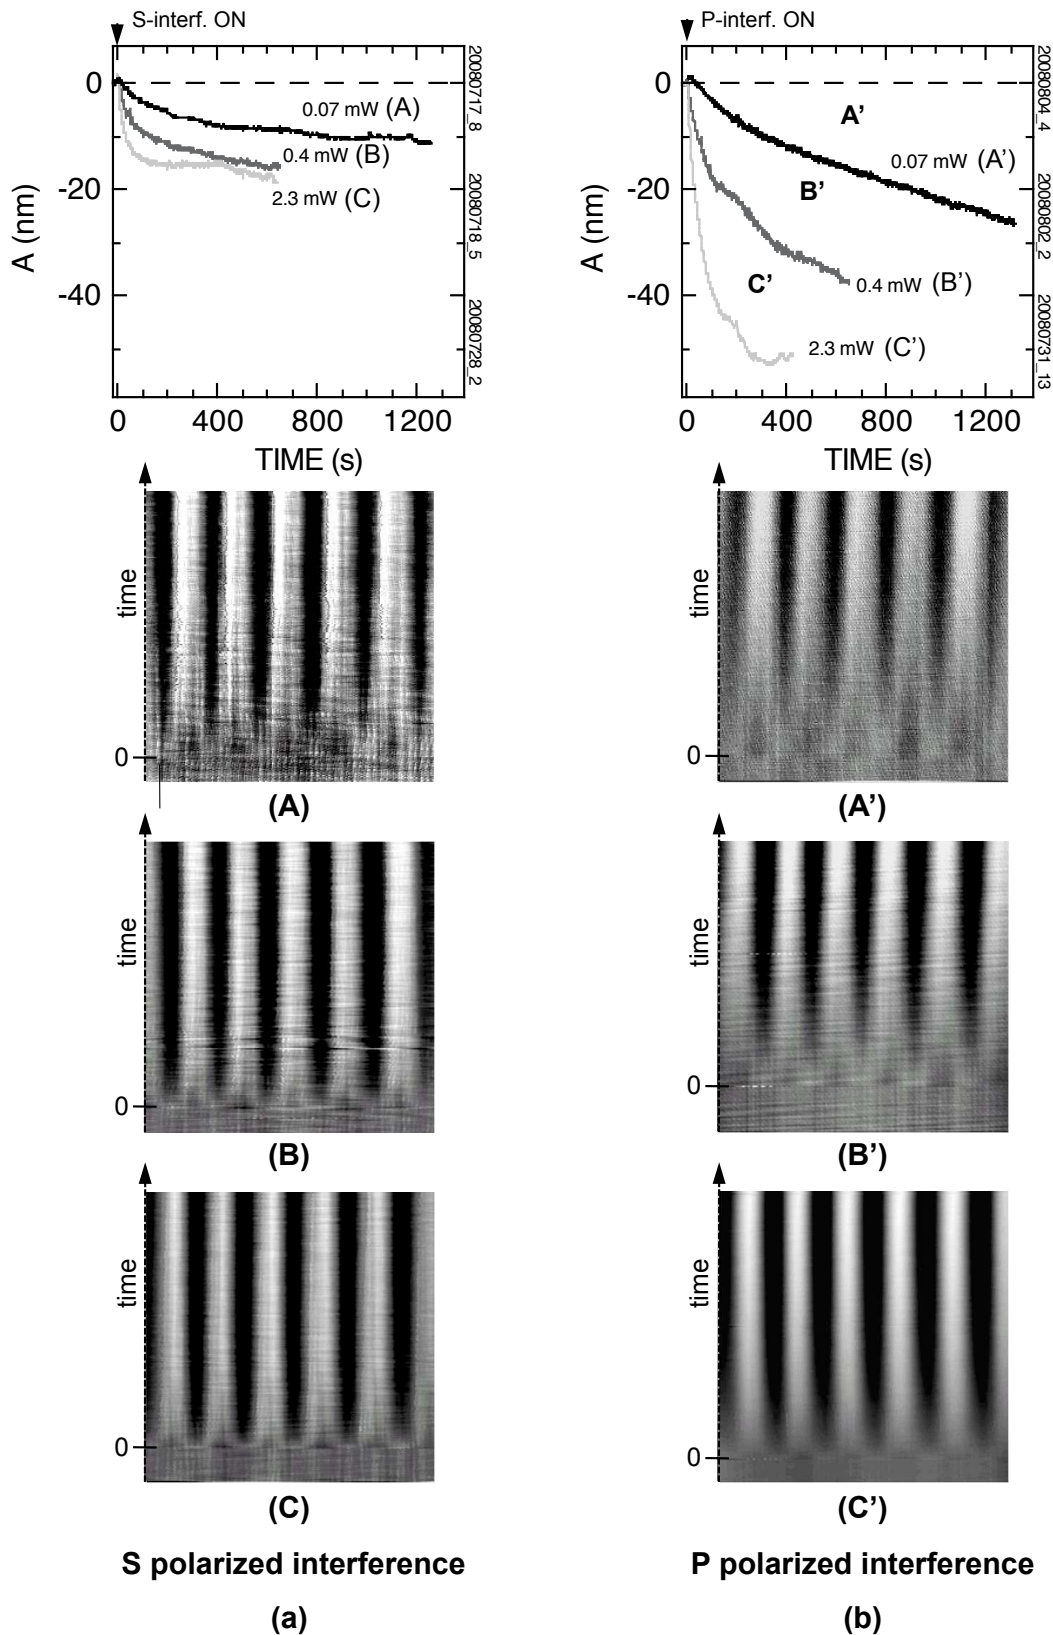 S-interf. ON
0
-20
-40
A (nm)
0.07 mW (A)
0.4 mW (B)
2.3 mW (C)
20080717_8
20080718_5
20080728_2
0 400 800 1200
TIME (s)
P-interf. ON
0
-20
-40
A (nm)
A’
B’
C’
0.07 mW (A’)
0.4 mW (B’)
2.3 mW (C’)
20080804_4
20080802_2
20080731_13
0 400 800 1200
TIME (s)
time
0
(A)
time
0
(A’)
time
0
(B)
time
0
(B’)
time
0
(C)
time
0
(C’)
S polarized interference
P polarized interference
(a)
(b)